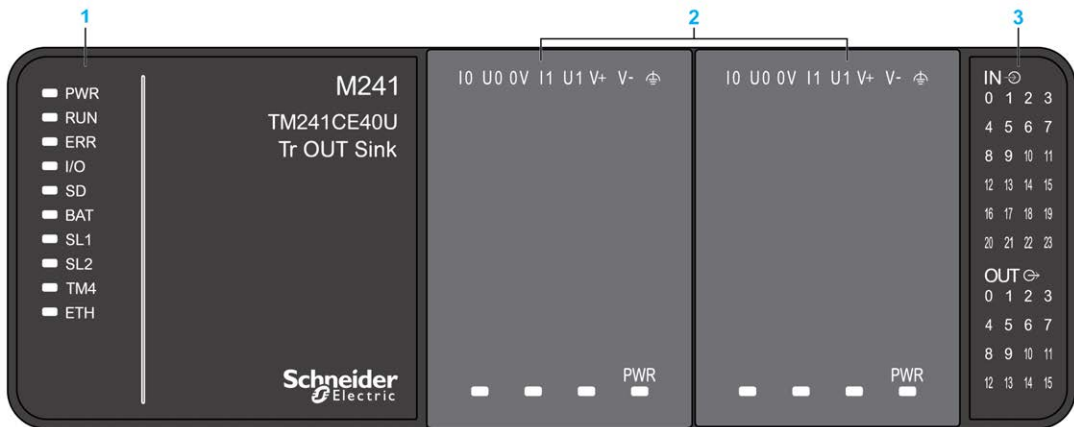 1
2
3
PWR
RUN
ERR
I/O
SD
BAT
SL1
SL2
TM4
ETH
M241
TM241CE40U
Tr OUT Sink
Schneider
Electric
I0 U0 0V I1 U1 V+ V-
PWR
I0 U0 0V I1 U1 V+ V-
PWR
IN
0 1 2 3
4 5 6 7
8 9 10 11
12 13 14 15
16 17 18 19
20 21 22 23
OUT
0 1 2 3
4 5 6 7
8 9 10 11
12 13 14 15